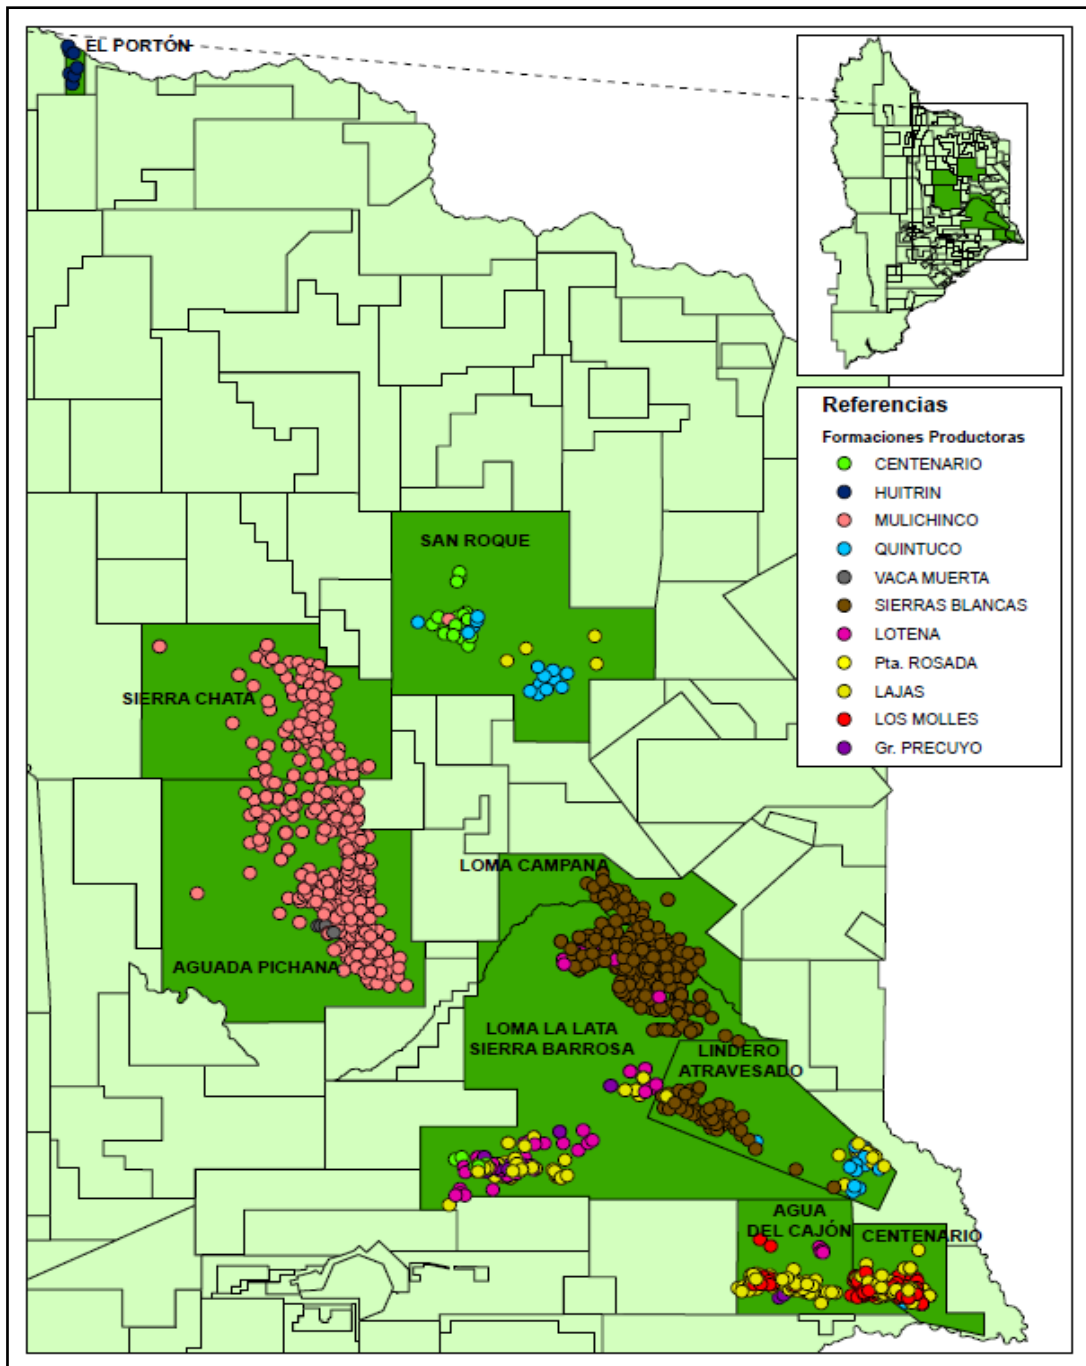 EL PORTÓN
Referencias
Formaciones Productoras
CENTENARIO
HUITRIN
MULICHINCO
QUINTUCO
VACA MUERTA
SIERRAS BLANCAS
LOTENA
Pta. ROSADA
LAJAS
LOS MOLLES
Gr. PRECUYO
SAN ROQUE
SIERRA CHATA
LOMA CAMPANA
AGUADA PICHANA
LOMA LA LATA
SIERRA BARROSA
LINDERO
ATRAVESADO
AGUA
DEL CAJÓN
CENTENARIO